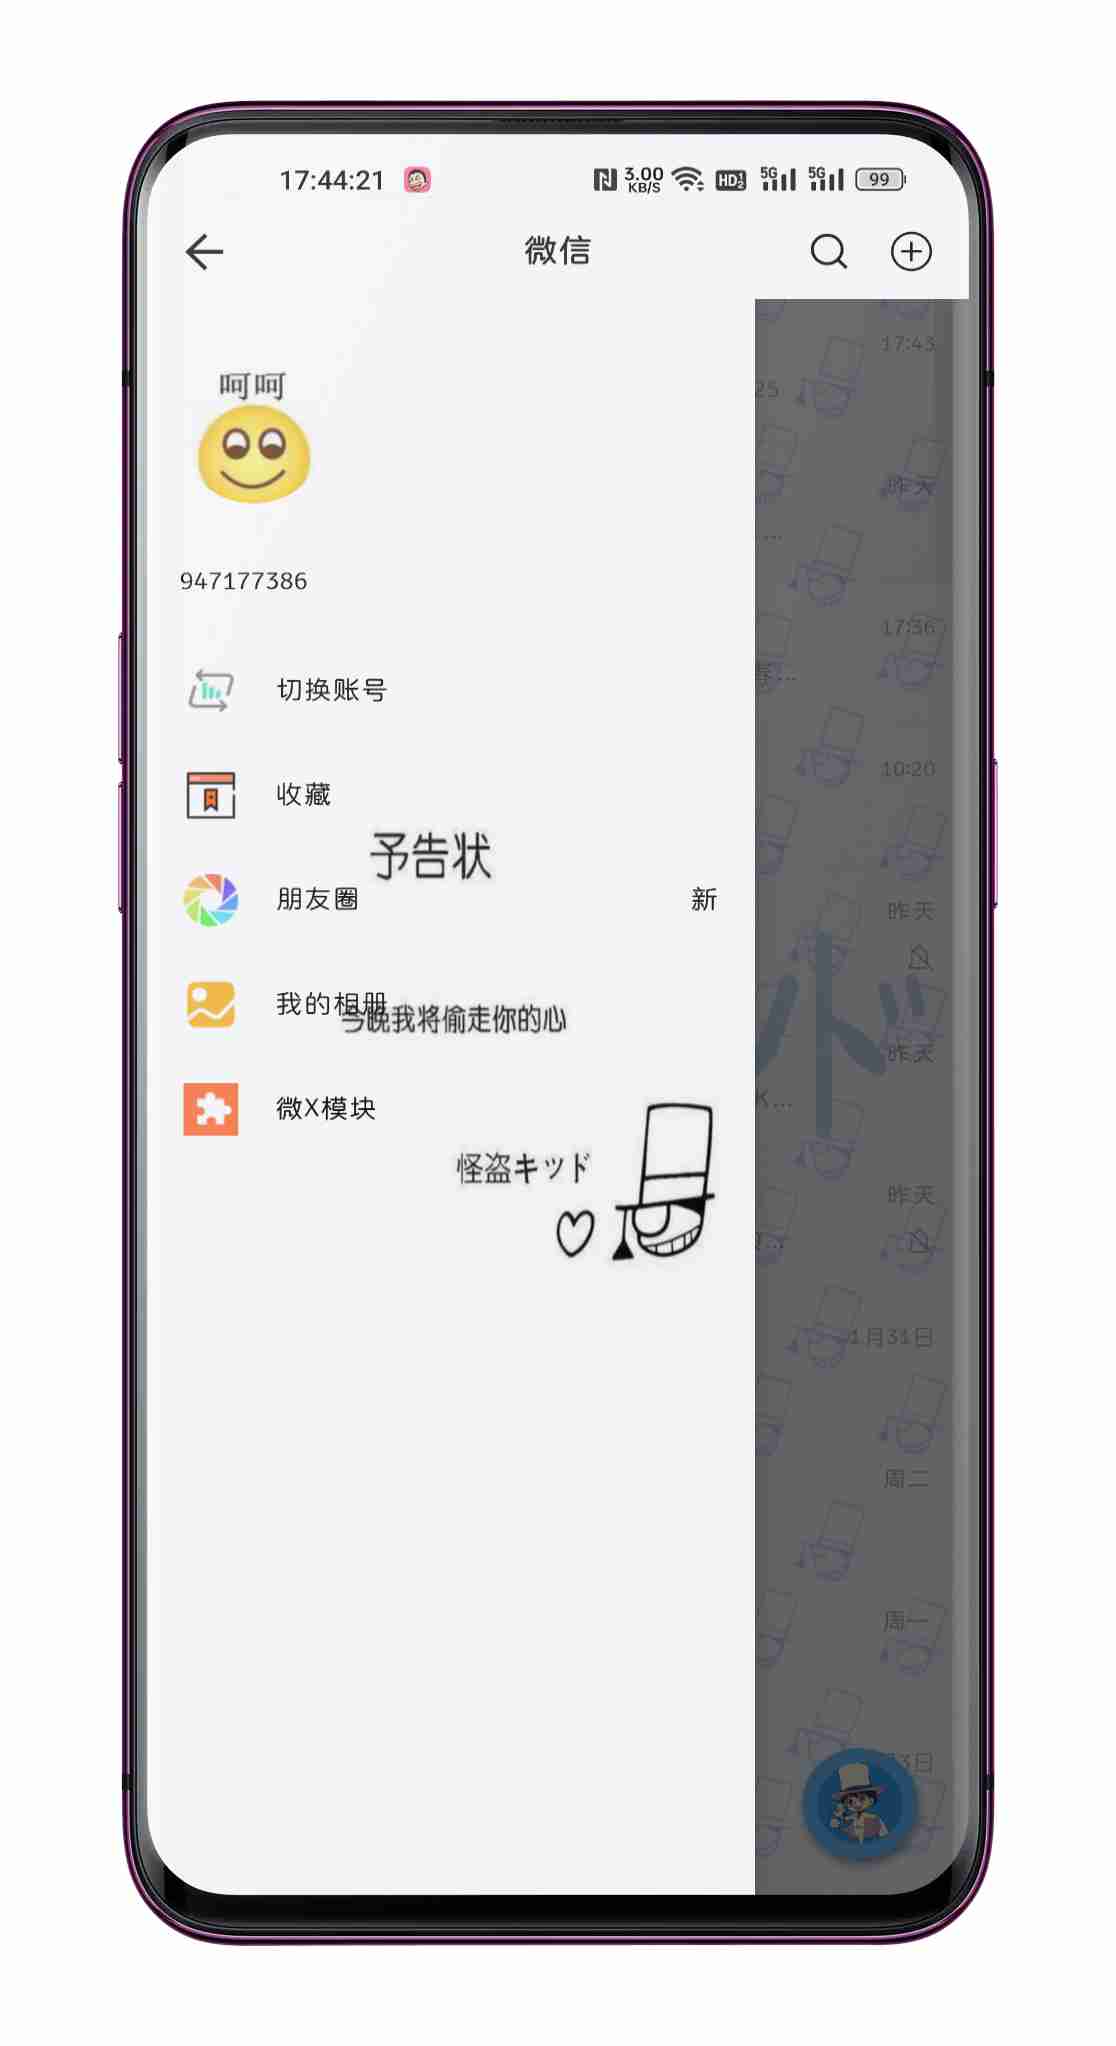 17:44:21 3.00 KB/S HD 5G 5G 99
微信
17:43
呵呵
25
昨天
...
947177386
17:36
春...
切换账号
10:20
收藏
予告状
朋友圈 新
昨天
我的相册
今晚我将偷走你的心
昨天
K...
微X模块
怪盗キッド
昨天
...
1月31日
周二
周一
3日